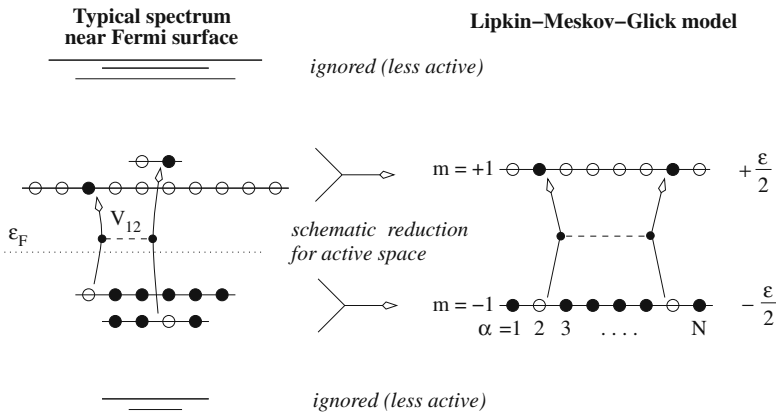 Typical spectrum
near Fermi surface
Lipkin−Meskov−Glick model
ignored (less active)
m = +1
+ ε/2
V₁₂
ε_F
schematic reduction
for active space
m = −1
− ε/2
α =1 2 3 . . . . N
ignored (less active)